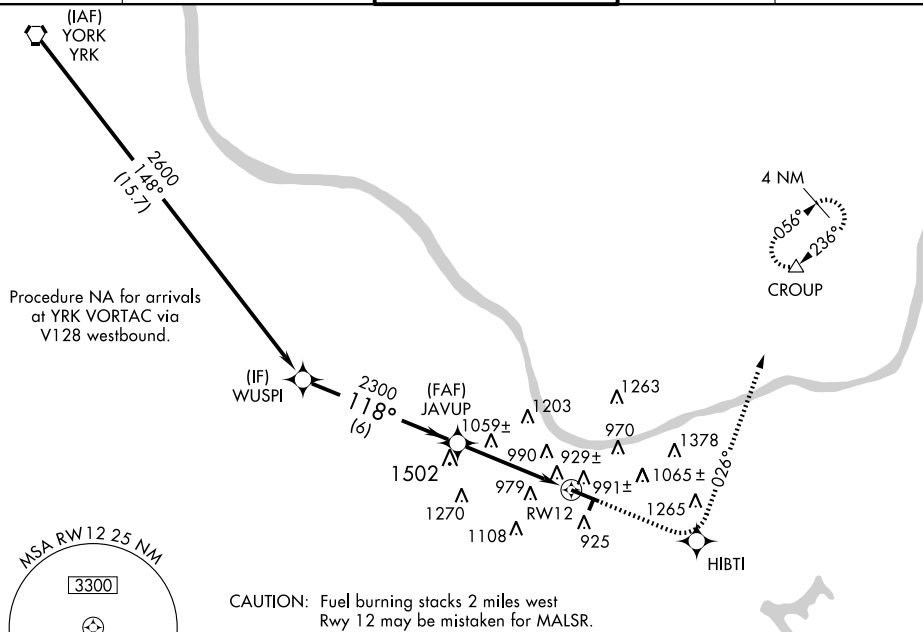 (IAF)
YORK
YRK
2600
148°
(15.7)
4 NM
056°
236°
CROUP
Procedure NA for arrivals
at YRK VORTAC via
V128 westbound.
(IF)
WUSPI
2300
118°
(6)
(FAF)
JAVUP
1263
1203
1059±
970
1378
990
929±
1502
1065±
979
991±
1270
RW12
1265
1108
925
026°
HIBTI
MSA RW12 25 NM
3300
CAUTION: Fuel burning stacks 2 miles west
Rwy 12 may be mistaken for MALSR.